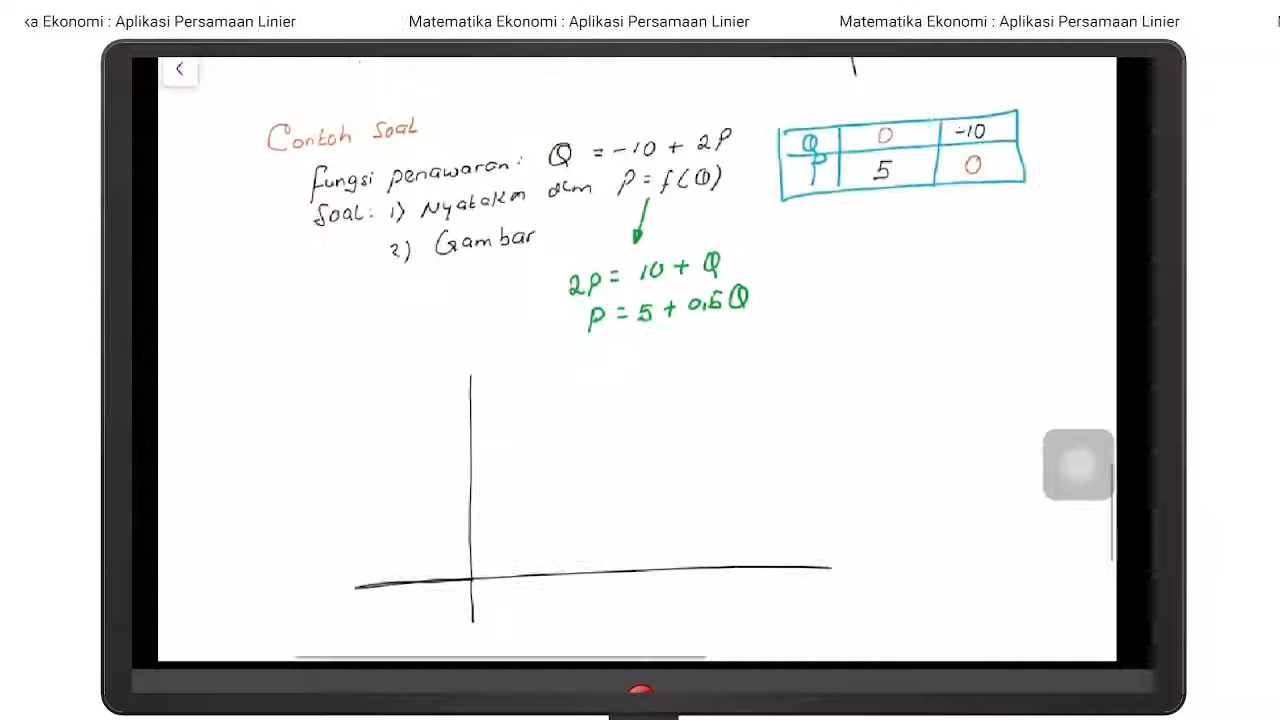 ka Ekonomi : Aplikasi Persamaan Linier Matematika Ekonomi : Aplikasi Persamaan Linier Matematika Ekonomi : Aplikasi Persamaan Linier
Contoh Soal
Fungsi penawaran: Q = -10 + 2P
Soal: 1) Nyatakan dlm P = f(Q)
2) Gambar
2P = 10 + Q
P = 5 + 0,5Q
Q 0 -10
P 5 0